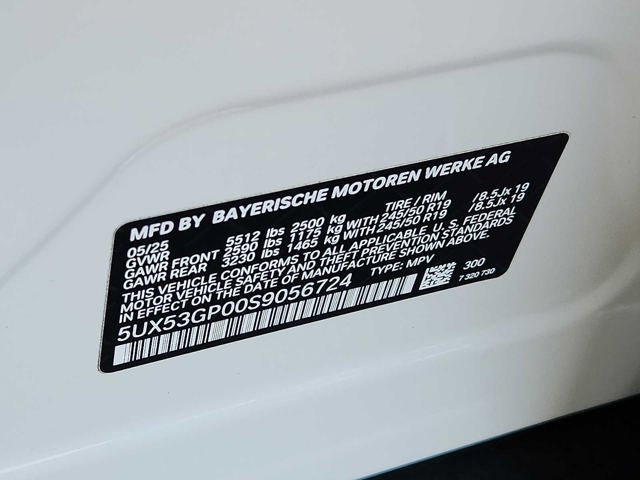 MFD BY BAYERISCHE MOTOREN WERKE AG
05/25 TIRE / RIM
GVWR 5512 lbs 2500 kg
GAWR FRONT 2590 lbs 1175 kg WITH 245/50 R19 /8.5Jx 19
GAWR REAR 3230 lbs 1465 kg WITH 245/50 R19 /8.5Jx 19
THIS VEHICLE CONFORMS TO ALL APPLICABLE U. S. FEDERAL
MOTOR VEHICLE SAFETY AND THEFT PREVENTION STANDARDS
IN EFFECT ON THE DATE OF MANUFACTURE SHOWN ABOVE.
5UX53GP00S9056724 TYPE: MPV 300
7 320 730